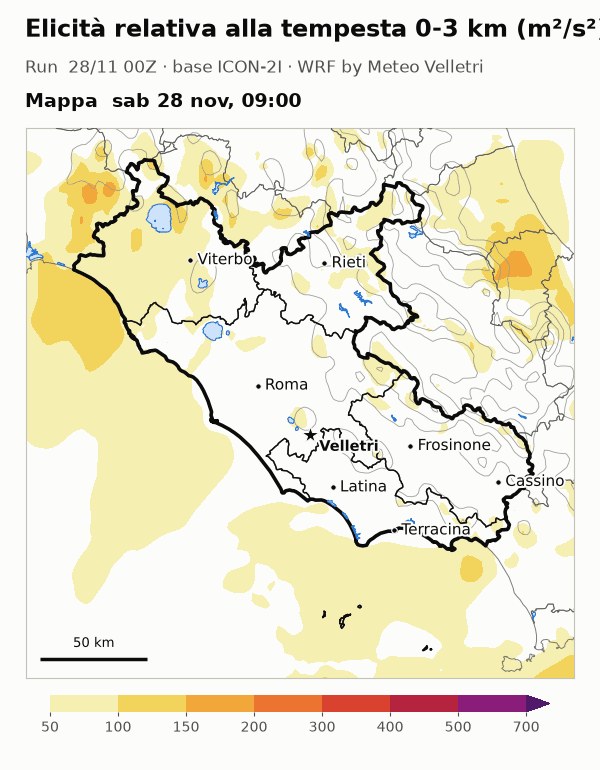 Elicità relativa alla tempesta 0-3 km (m²/s²)
Run 28/11 00Z · base ICON-2I · WRF by Meteo Velletri
Mappa sab 28 nov, 09:00
Viterbo
Rieti
Roma
Velletri
Frosinone
Cassino
Latina
Terracina
50 km
50 100 150 200 300 400 500 700